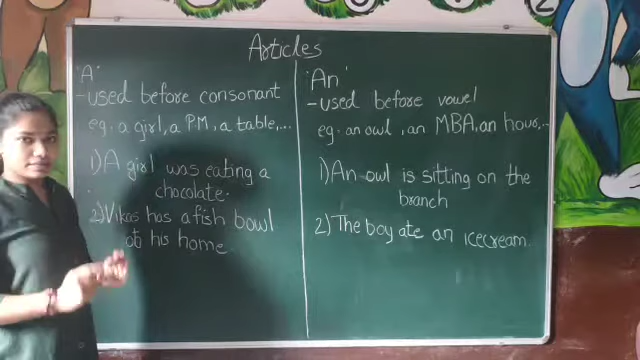 Articles
'A'
-used before consonant
eg. a girl, a PM, a table,...
1) A girl was eating a
chocolate.
2) Vikas has a fish bowl
at his home.
'An'
-used before vowel
eg. an owl, an MBA, an hour,...
1) An owl is sitting on the
branch
2) The boy ate an icecream.